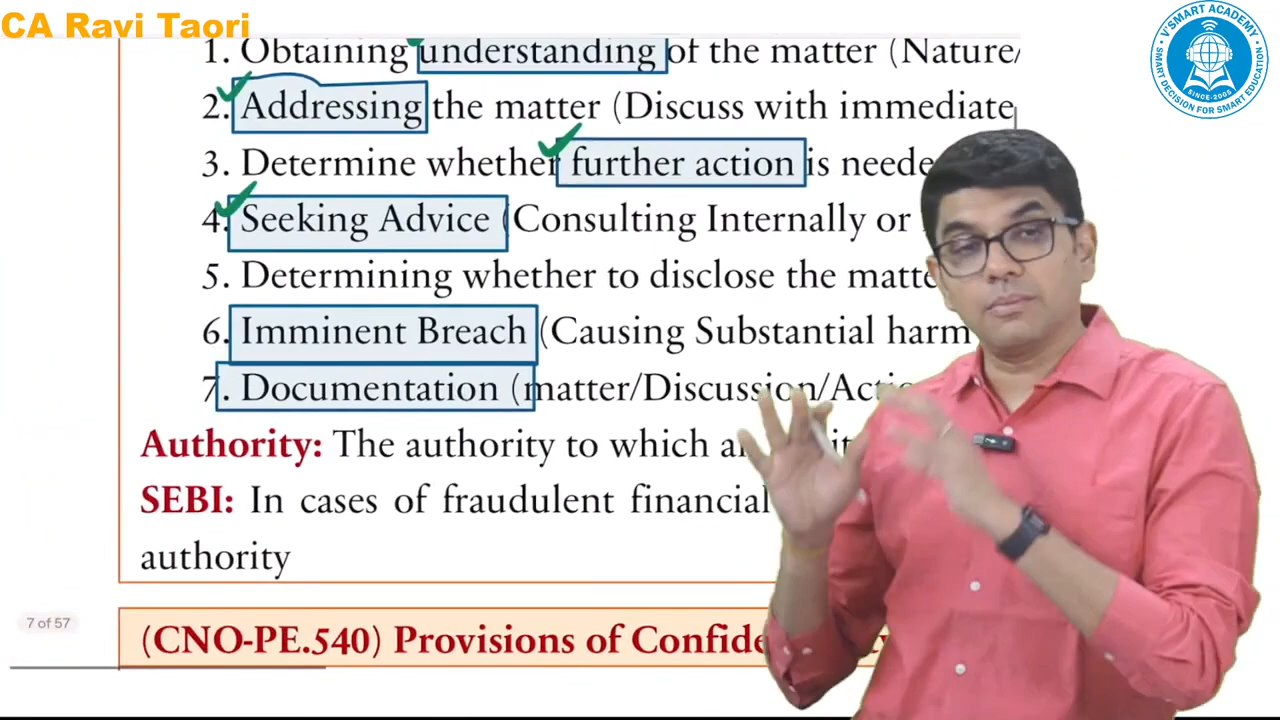 CA Ravi Taori
V'SMART ACADEMY
SMART DECISION FOR SMART EDUCATION
SINCE-2005
1. Obtaining understanding of the matter (Nature/
2. Addressing the matter (Discuss with immediate
3. Determine whether further action is neede
4. Seeking Advice (Consulting Internally or
5. Determining whether to disclose the matte
6. Imminent Breach (Causing Substantial harm
7. Documentation (matter/Discussion/Acti
Authority: The authority to which a
SEBI: In cases of fraudulent financial
authority
7 of 57
(CNO-PE.540) Provisions of Confide